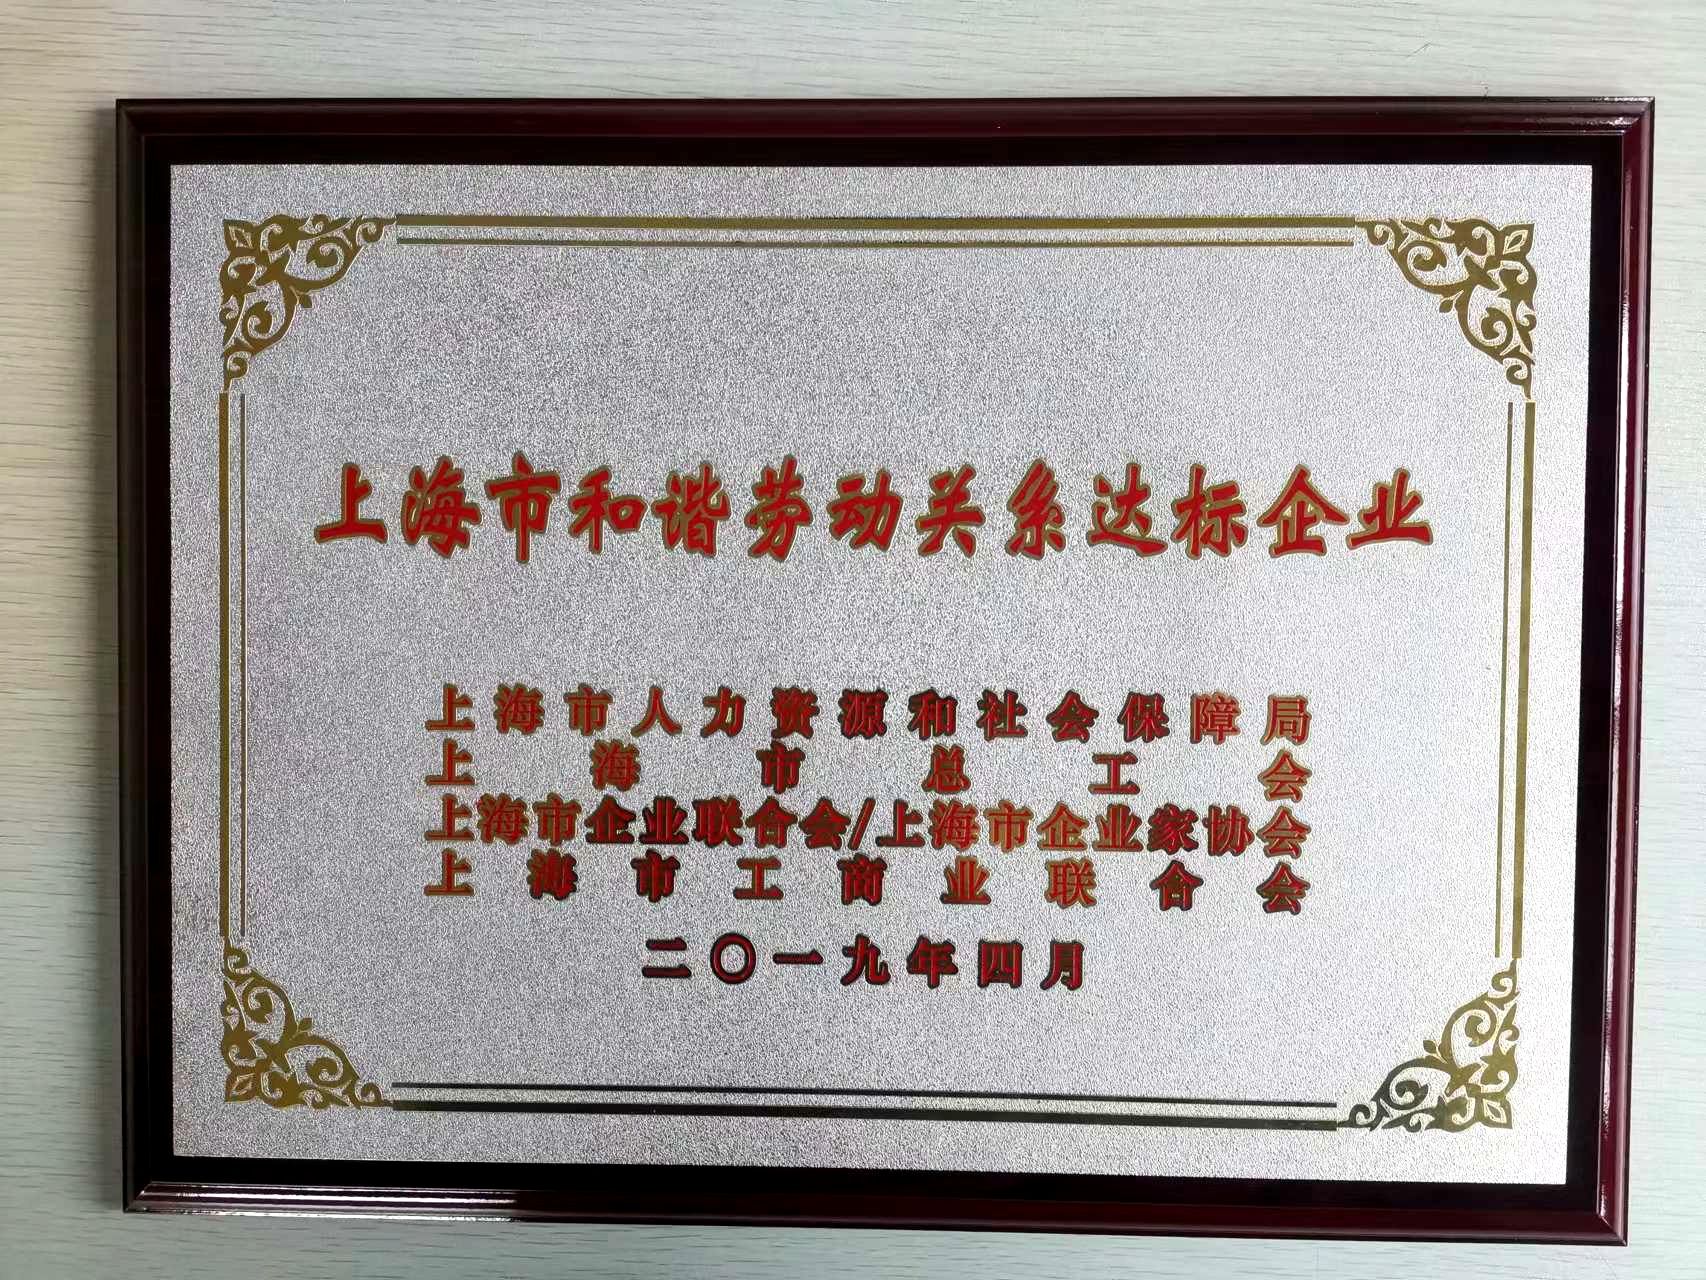 上海市和谐劳动关系达标企业
上海市人力资源和社会保障局
上海市总工会
上海市企业联合会/上海市企业家协会
上海市工商业联合会
二〇一九年四月